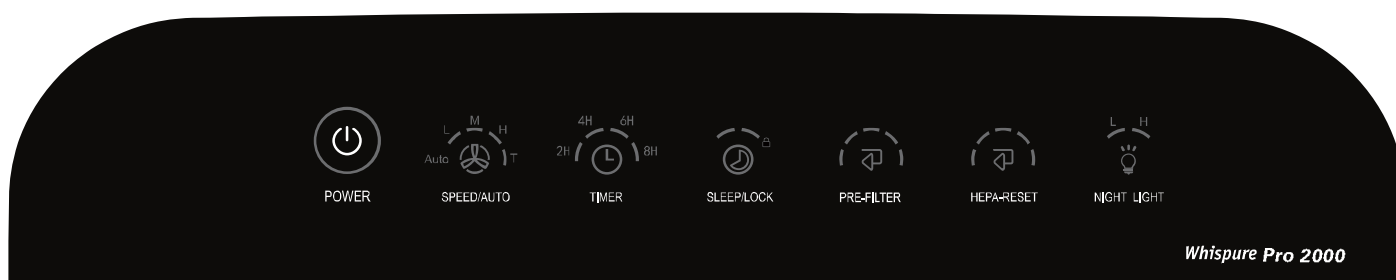 M
L H
Auto T
4H 6H
2H 8H
L H
POWER
SPEED/AUTO
TIMER
SLEEP/LOCK
PRE-FILTER
HEPA-RESET
NIGHT LIGHT
Whispure Pro 2000